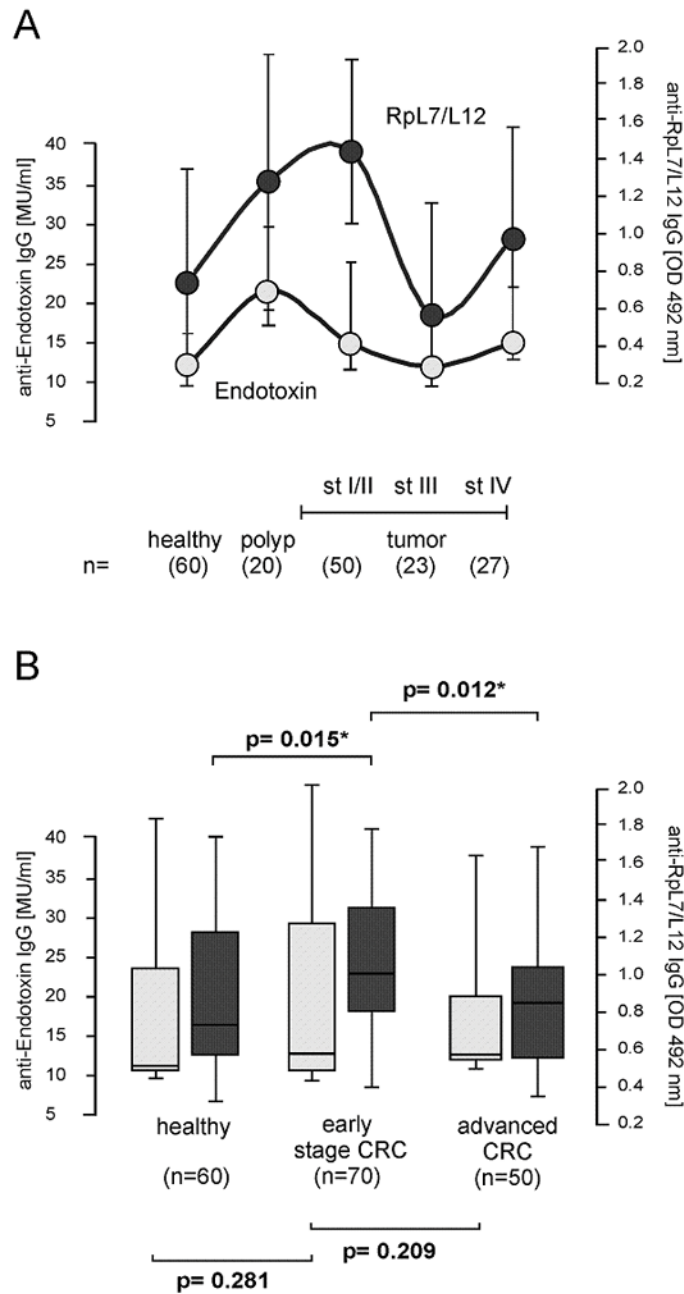 A
RpL7/L12
Endotoxin
anti-Endotoxin IgG [MU/ml]
40
35
30
25
20
15
10
5
anti-RpL7/L12 IgG [OD 492 nm]
2.0
1.8
1.6
1.4
1.2
1.0
0.8
0.6
0.4
0.2
st I/II st III st IV
healthy polyp tumor
n= (60) (20) (50) (23) (27)
B
p= 0.012*
p= 0.015*
anti-Endotoxin IgG [MU/ml]
40
35
30
25
20
15
10
5
anti-RpL7/L12 IgG [OD 492 nm]
2.0
1.8
1.6
1.4
1.2
1.0
0.8
0.6
0.4
0.2
healthy
(n=60)
early
stage CRC
(n=70)
advanced
CRC
(n=50)
p= 0.209
p= 0.281